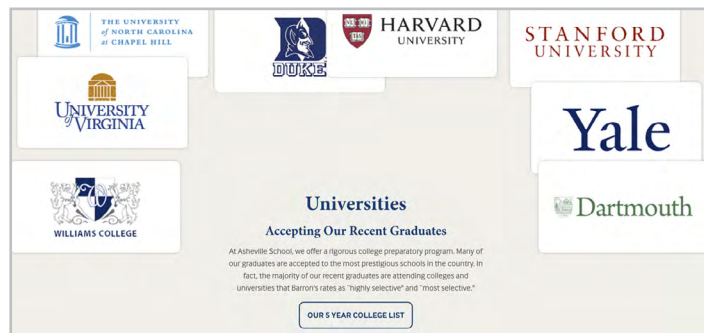 THE UNIVERSITY
of NORTH CAROLINA
at CHAPEL HILL
DUKE
HARVARD
UNIVERSITY
STANFORD
UNIVERSITY
UNIVERSITY
of VIRGINIA
Yale
WILLIAMS COLLEGE
Dartmouth
Universities
Accepting Our Recent Graduates
At Asheville School, we offer a rigorous college preparatory program. Many of
our graduates are accepted to the most prestigious schools in the country. In
fact, the majority of our recent graduates are attending colleges and
universities that Barron's rates as `highly selective" and `most selective."
OUR 5 YEAR COLLEGE LIST